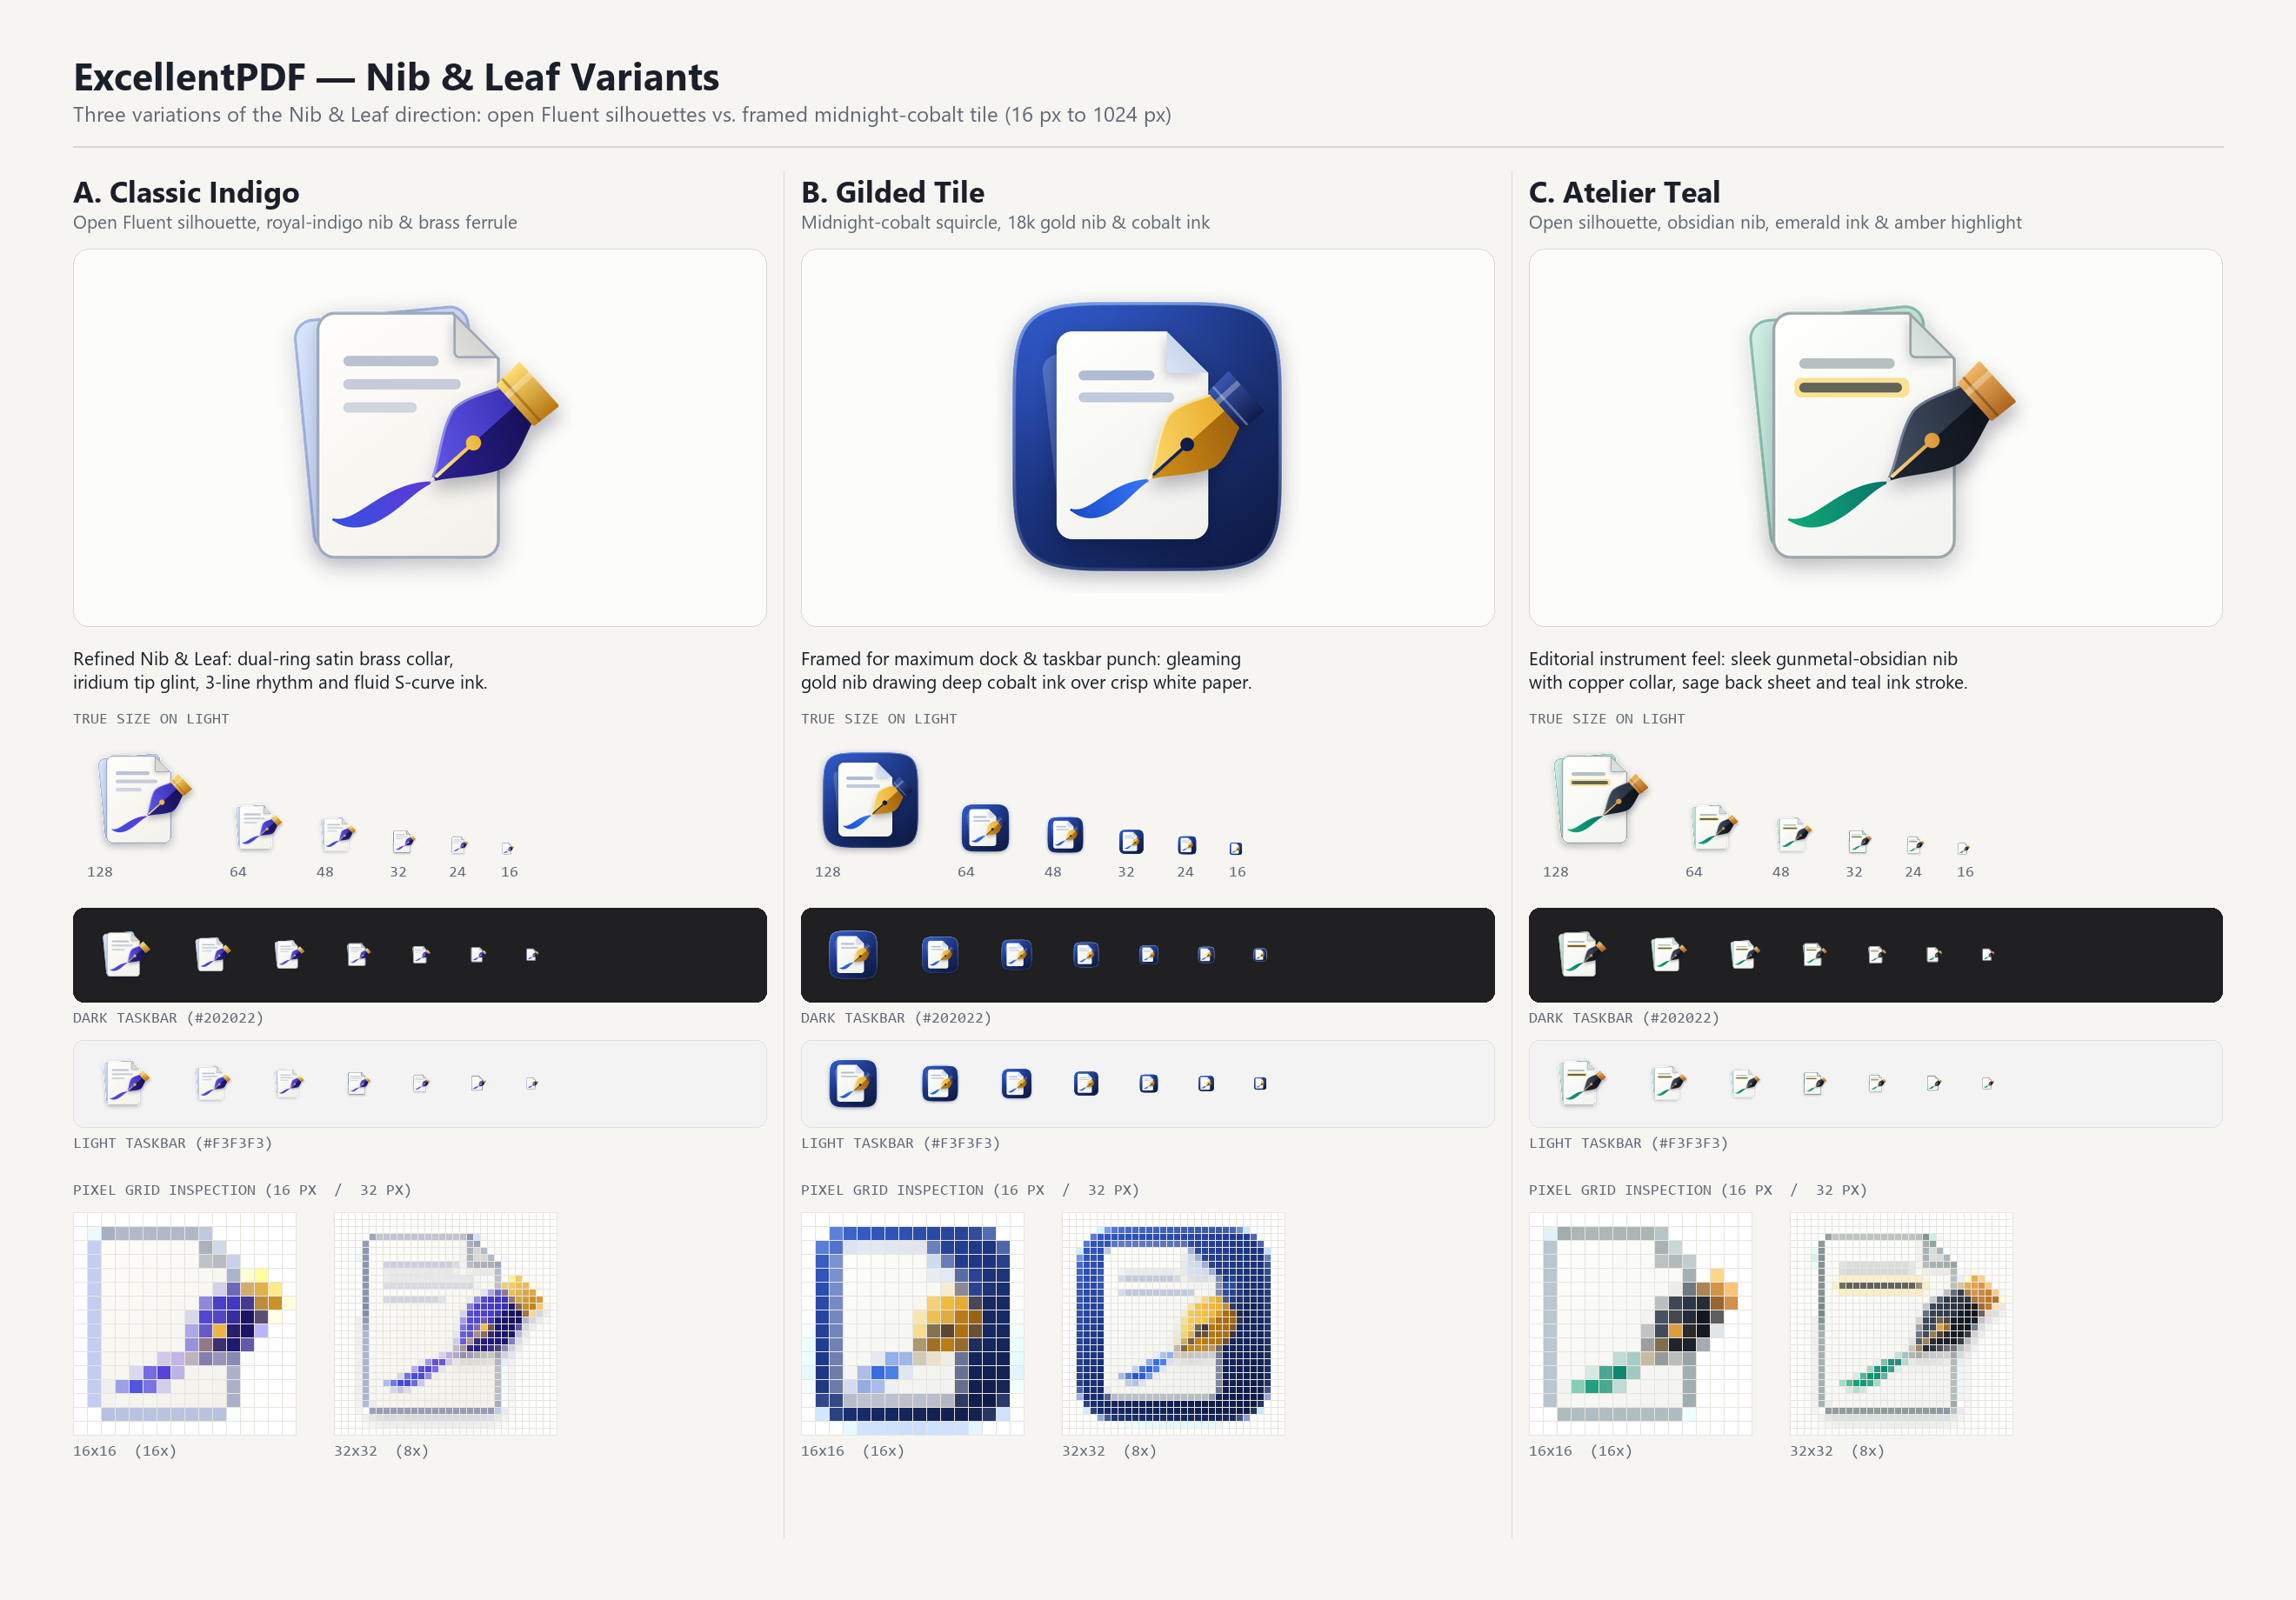 ExcellentPDF — Nib & Leaf Variants
Three variations of the Nib & Leaf direction: open Fluent silhouettes vs. framed midnight-cobalt tile (16 px to 1024 px)
A. Classic Indigo
Open Fluent silhouette, royal-indigo nib & brass ferrule
Refined Nib & Leaf: dual-ring satin brass collar,
iridium tip glint, 3-line rhythm and fluid S-curve ink.
TRUE SIZE ON LIGHT
128 64 48 32 24 16
DARK TASKBAR (#202022)
LIGHT TASKBAR (#F3F3F3)
PIXEL GRID INSPECTION (16 PX / 32 PX)
16x16 (16x) 32x32 (8x)
B. Gilded Tile
Midnight-cobalt squircle, 18k gold nib & cobalt ink
Framed for maximum dock & taskbar punch: gleaming
gold nib drawing deep cobalt ink over crisp white paper.
TRUE SIZE ON LIGHT
128 64 48 32 24 16
DARK TASKBAR (#202022)
LIGHT TASKBAR (#F3F3F3)
PIXEL GRID INSPECTION (16 PX / 32 PX)
16x16 (16x) 32x32 (8x)
C. Atelier Teal
Open silhouette, obsidian nib, emerald ink & amber highlight
Editorial instrument feel: sleek gunmetal-obsidian nib
with copper collar, sage back sheet and teal ink stroke.
TRUE SIZE ON LIGHT
128 64 48 32 24 16
DARK TASKBAR (#202022)
LIGHT TASKBAR (#F3F3F3)
PIXEL GRID INSPECTION (16 PX / 32 PX)
16x16 (16x) 32x32 (8x)